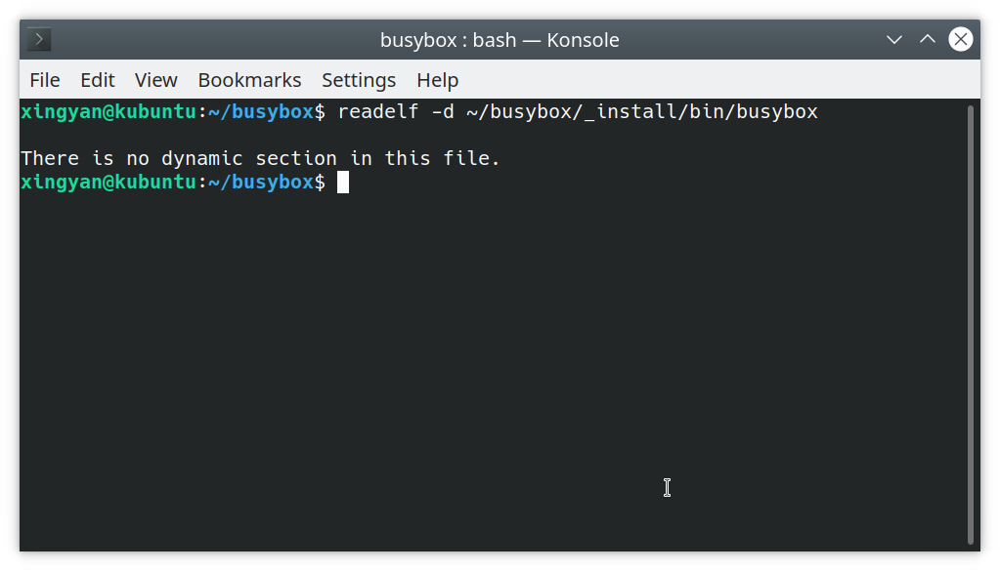 busybox : bash — Konsole
File Edit View Bookmarks Settings Help
xingyan@kubuntu:~/busybox$ readelf -d ~/busybox/_install/bin/busybox
There is no dynamic section in this file.
xingyan@kubuntu:~/busybox$